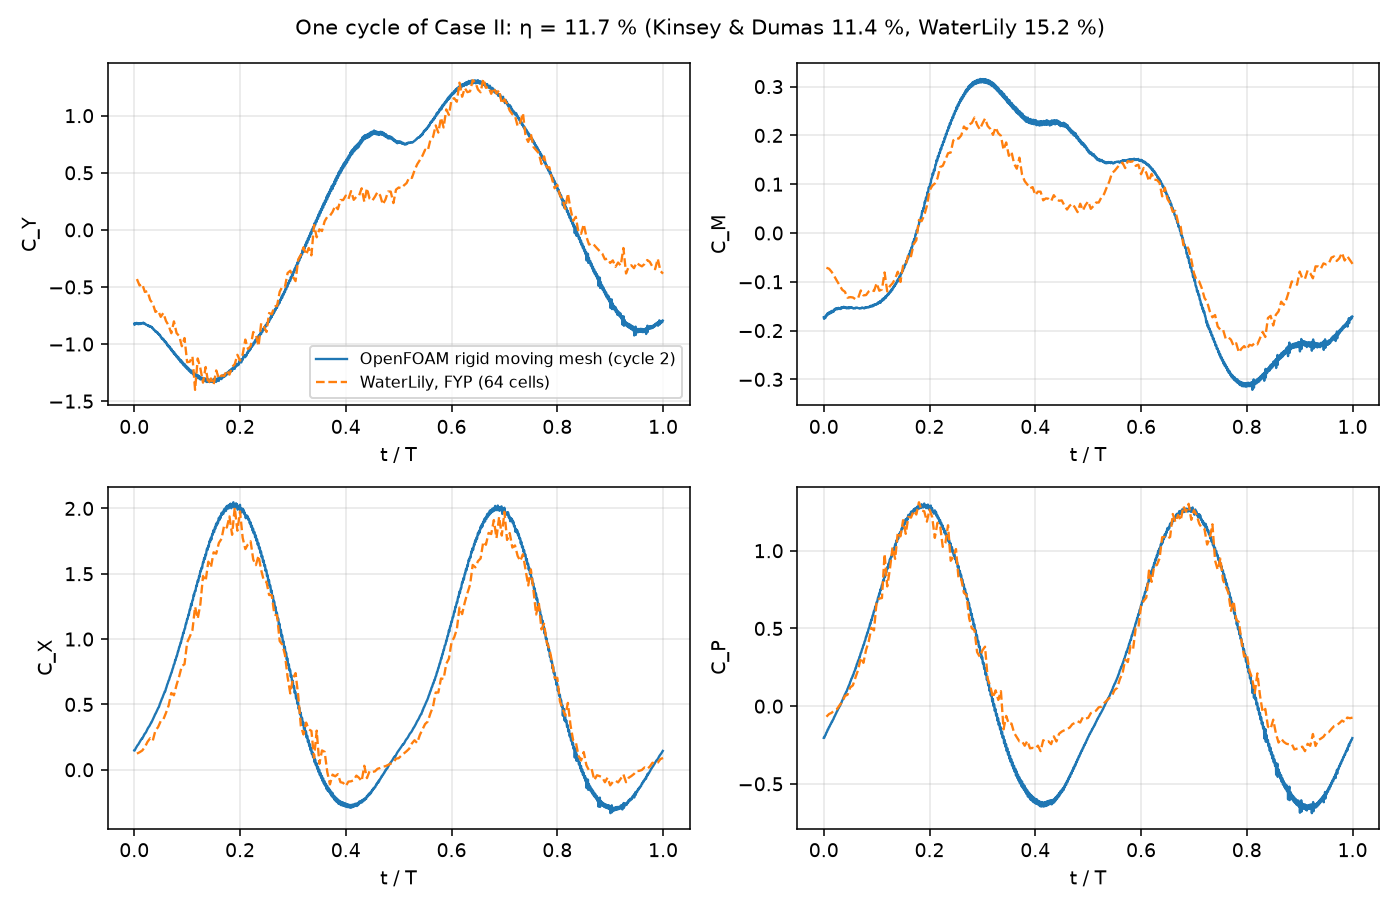 One cycle of Case II: η = 11.7 % (Kinsey & Dumas 11.4 %, WaterLily 15.2 %)
C_Y
1.0
0.5
0.0
−0.5
−1.0
−1.5
OpenFOAM rigid moving mesh (cycle 2)
WaterLily, FYP (64 cells)
0.0 0.2 0.4 0.6 0.8 1.0
t / T
C_M
0.3
0.2
0.1
0.0
−0.1
−0.2
−0.3
0.0 0.2 0.4 0.6 0.8 1.0
t / T
C_X
2.0
1.5
1.0
0.5
0.0
0.0 0.2 0.4 0.6 0.8 1.0
t / T
C_P
1.0
0.5
0.0
−0.5
0.0 0.2 0.4 0.6 0.8 1.0
t / T